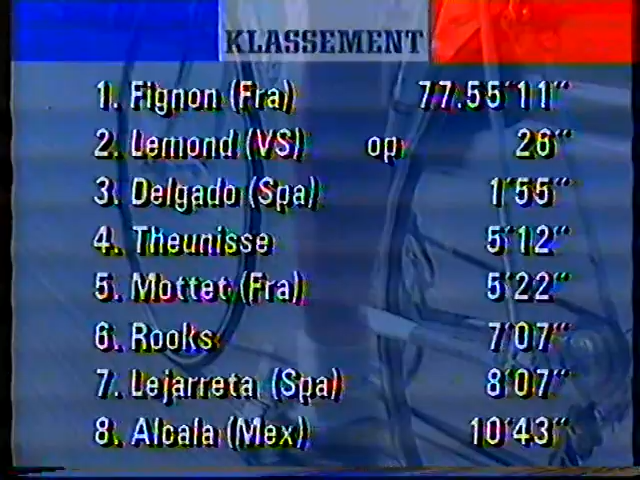 KLASSEMENT
1. Fignon (Fra) 77.55'11"
2. Lemond (VS) op 26"
3. Delgado (Spa) 1'55"
4. Theunisse 5'12"
5. Mottet (Fra) 5'22"
6. Rooks 7'07"
7. Lejarreta (Spa) 8'07"
8. Alcala (Mex) 10'43"